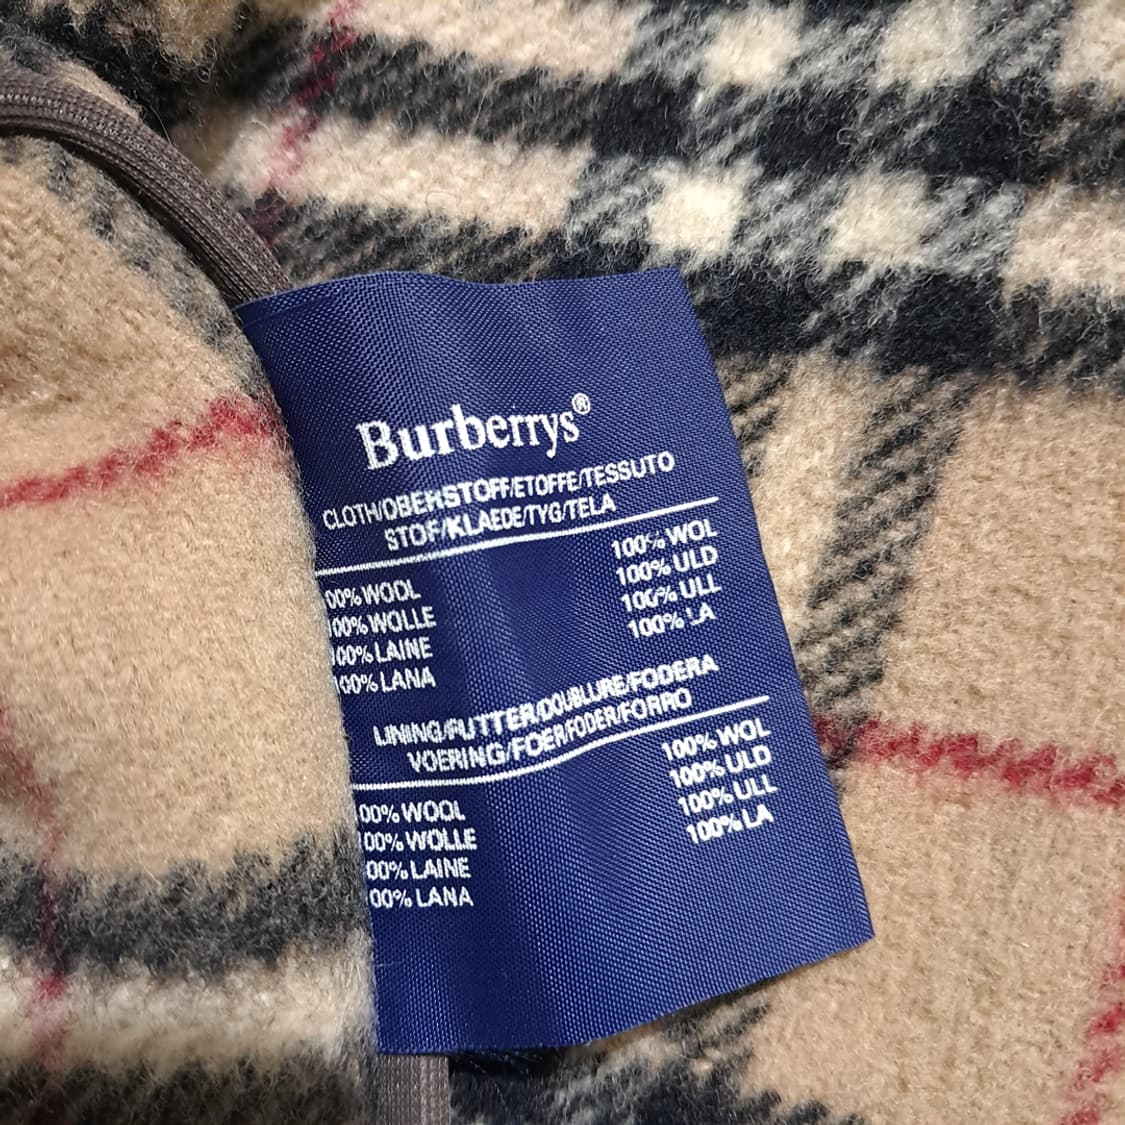 Burberrys®
CLOTH/OBERSTOFF/ETOFFE/TESSUTO
STOF/KLAEDE/TYG/TELA
00% WOOL 100% WOL
100% WOLLE 100% ULD
100% LAINE 100% ULL
100% LANA 100% LA
LINING/FUTTER/DOUBLURE/FODERA
VOERING/FOER/FODER/FORRO
00% WOOL 100% WOL
00% WOLLE 100% ULD
00% LAINE 100% ULL
00% LANA 100% LA